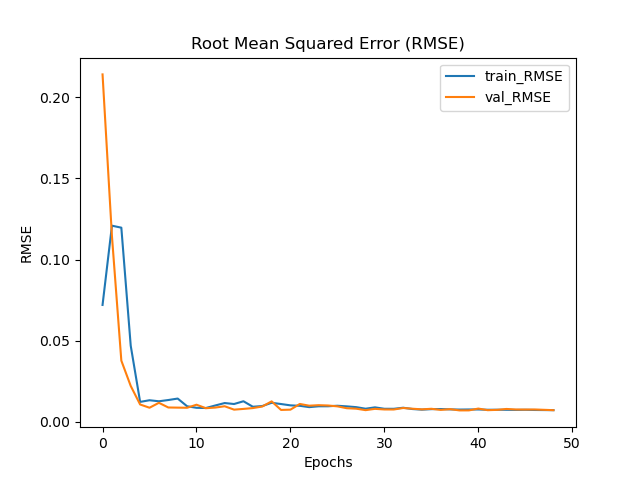 Root Mean Squared Error (RMSE)
train_RMSE
val_RMSE
0.20
0.15
0.10
0.05
0.00
RMSE
0 10 20 30 40 50
Epochs